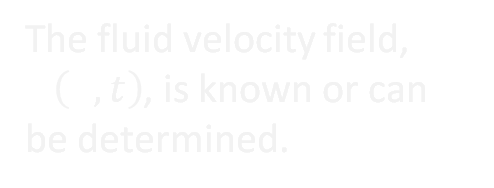 The fluid velocity field,
( , t), is known or can
be determined.